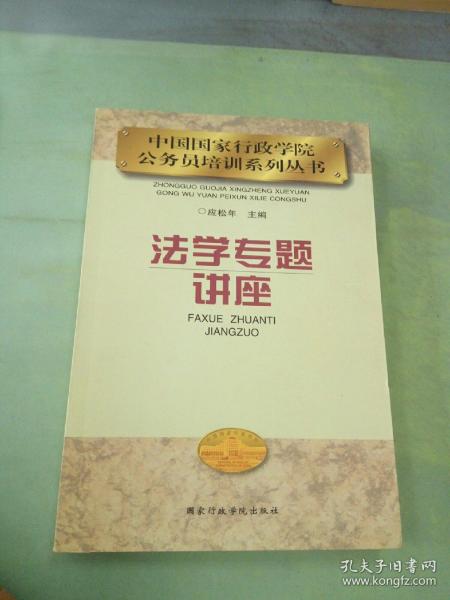 中国国家行政学院
公务员培训系列丛书
ZHONGGUO GUOJIA XINGZHENG XUEYUAN
GONG WU YUAN PEIXUN XILIE CONGSHU
○应松年 主编
法学专题
讲座
FAXUE ZHUANTI
JIANGZUO
国家行政学院出版社
孔夫子旧书网
www.kongfz.com